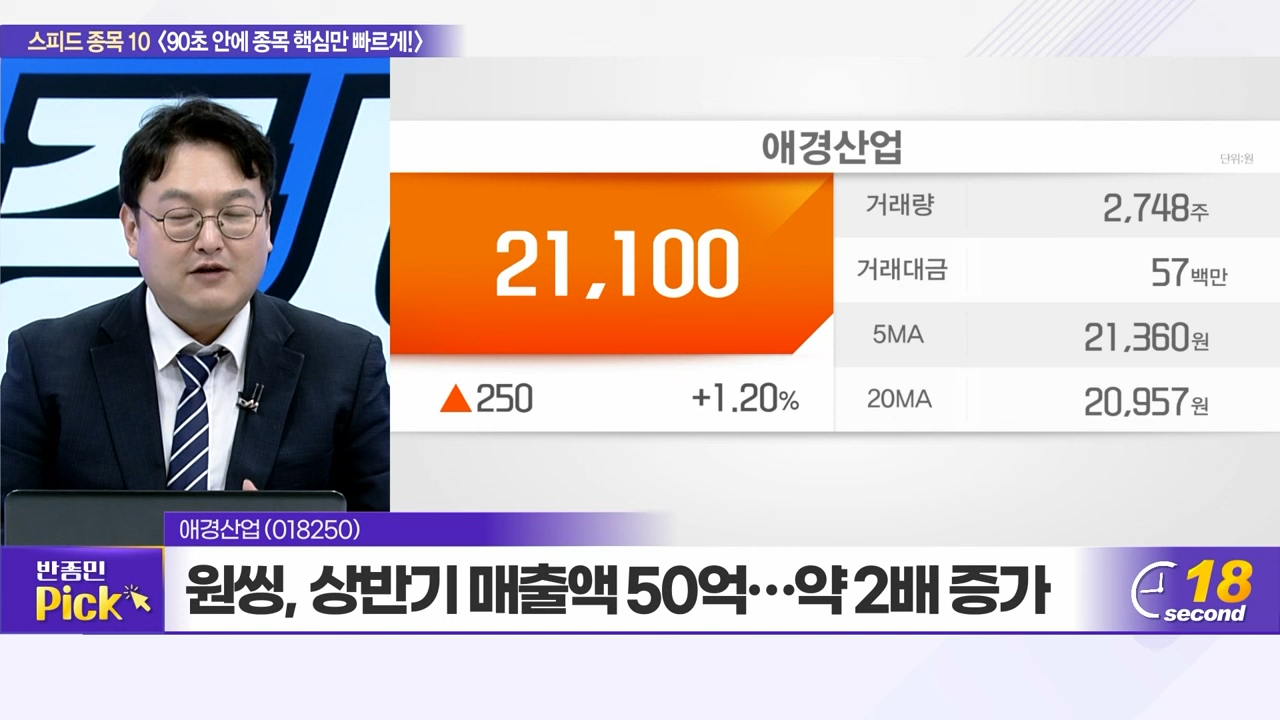 스피드 종목 10 〈90초 안에 종목 핵심만 빠르게!〉
애경산업
단위:원
21,100
▲250 +1.20%
거래량 2,748주
거래대금 57백만
5MA 21,360원
20MA 20,957원
애경산업 (018250)
반종민
Pick
원씽, 상반기 매출액 50억…약 2배 증가
18
second